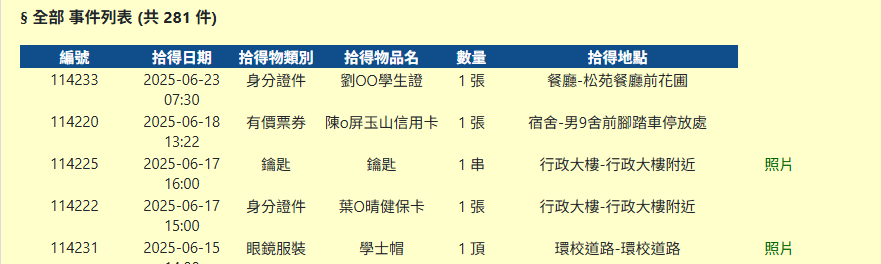 § 全部 事件列表 (共 281 件)
編號 拾得日期 拾得物類別 拾得物品名 數量 拾得地點
114233 2025-06-23 身分證件 劉OO學生證 1 張 餐廳-松苑餐廳前花圃
07:30
114220 2025-06-18 有價票券 陳o屏玉山信用卡 1 張 宿舍-男9舍前腳踏車停放處
13:22
114225 2025-06-17 鑰匙 鑰匙 1 串 行政大樓-行政大樓附近 照片
16:00
114222 2025-06-17 身分證件 葉O晴健保卡 1 張 行政大樓-行政大樓附近
15:00
114231 2025-06-15 眼鏡服裝 學士帽 1 頂 環校道路-環校道路 照片